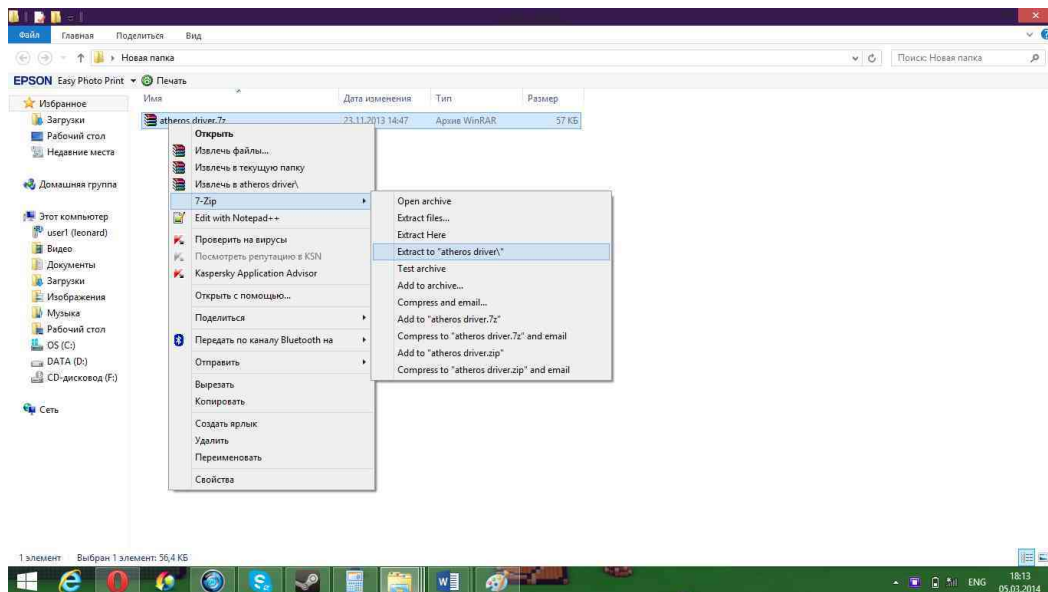 Файл Главная Поделиться Вид
Новая папка
Поиск: Новая папка
EPSON Easy Photo Print Печать
Избранное
Загрузки
Рабочий стол
Недавние места
Домашняя группа
Этот компьютер
user1 (leonard)
Видео
Документы
Загрузки
Изображения
Музыка
Рабочий стол
OS (C:)
DATA (D:)
CD-дисковод (F:)
Сеть
Имя Дата изменения Тип Размер
atheros driver.7z 23.11.2013 14:47 Архив WinRAR 57 КБ
Открыть
Извлечь файлы...
Извлечь в текущую папку
Извлечь в atheros driver\
7-Zip
Edit with Notepad++
Проверить на вирусы
Посмотреть репутацию в KSN
Kaspersky Application Advisor
Открыть с помощью...
Поделиться
Передать по каналу Bluetooth на
Отправить
Вырезать
Копировать
Создать ярлык
Удалить
Переименовать
Свойства
Open archive
Extract files...
Extract Here
Extract to "atheros driver\"
Test archive
Add to archive...
Compress and email...
Add to "atheros driver.7z"
Compress to "atheros driver.7z" and email
Add to "atheros driver.zip"
Compress to "atheros driver.zip" and email
1 элемент Выбран 1 элемент: 56,4 КБ
ENG
18:13
05.03.2014